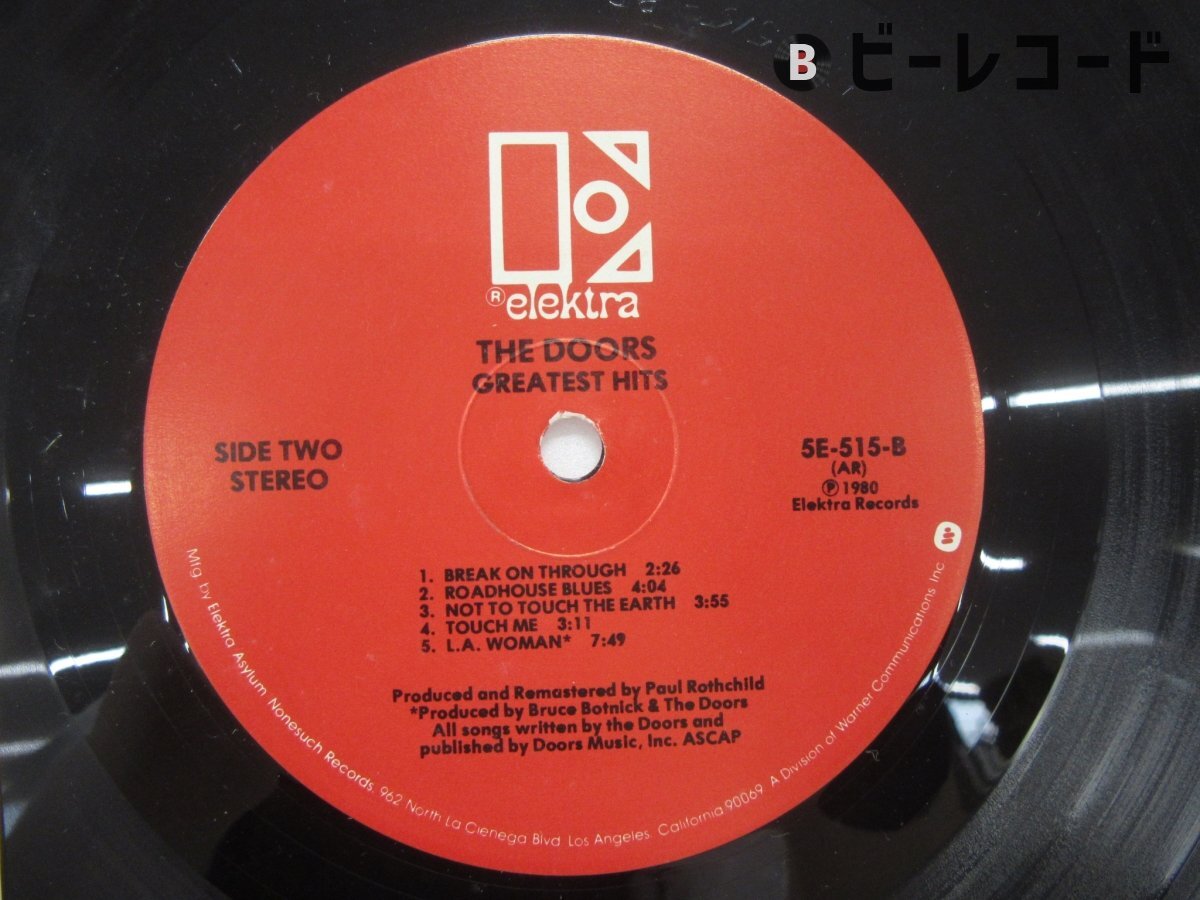 B ビーレコード
® elektra
THE DOORS
GREATEST HITS
SIDE TWO
STEREO
5E-515-B
(AR)
℗ 1980
Elektra Records
1. BREAK ON THROUGH 2:26
2. ROADHOUSE BLUES 4:04
3. NOT TO TOUCH THE EARTH 3:55
4. TOUCH ME 3:11
5. L.A. WOMAN* 7:49
Produced and Remastered by Paul Rothchild
*Produced by Bruce Botnick & The Doors
All songs written by the Doors and
published by Doors Music, Inc. ASCAP
Mfg. by Elektra Asylum Nonesuch Records, 962 North La Cienega Blvd. Los Angeles, California 90069 A Division of Warner Communications Inc